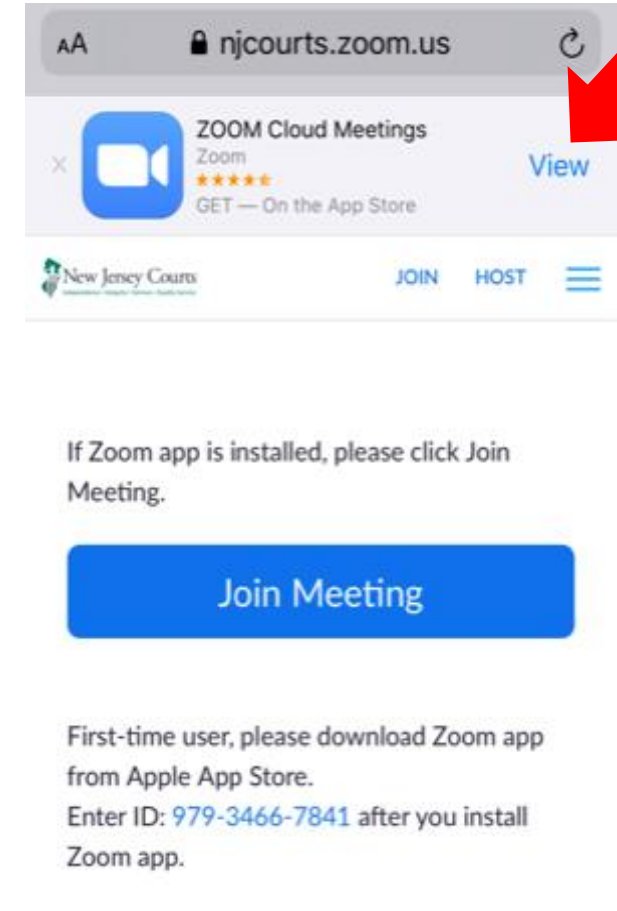 AA njcourts.zoom.us
ZOOM Cloud Meetings
Zoom
GET — On the App Store
View
New Jersey Courts
JOIN HOST
If Zoom app is installed, please click Join
Meeting.
Join Meeting
First-time user, please download Zoom app
from Apple App Store.
Enter ID: 979-3466-7841 after you install
Zoom app.